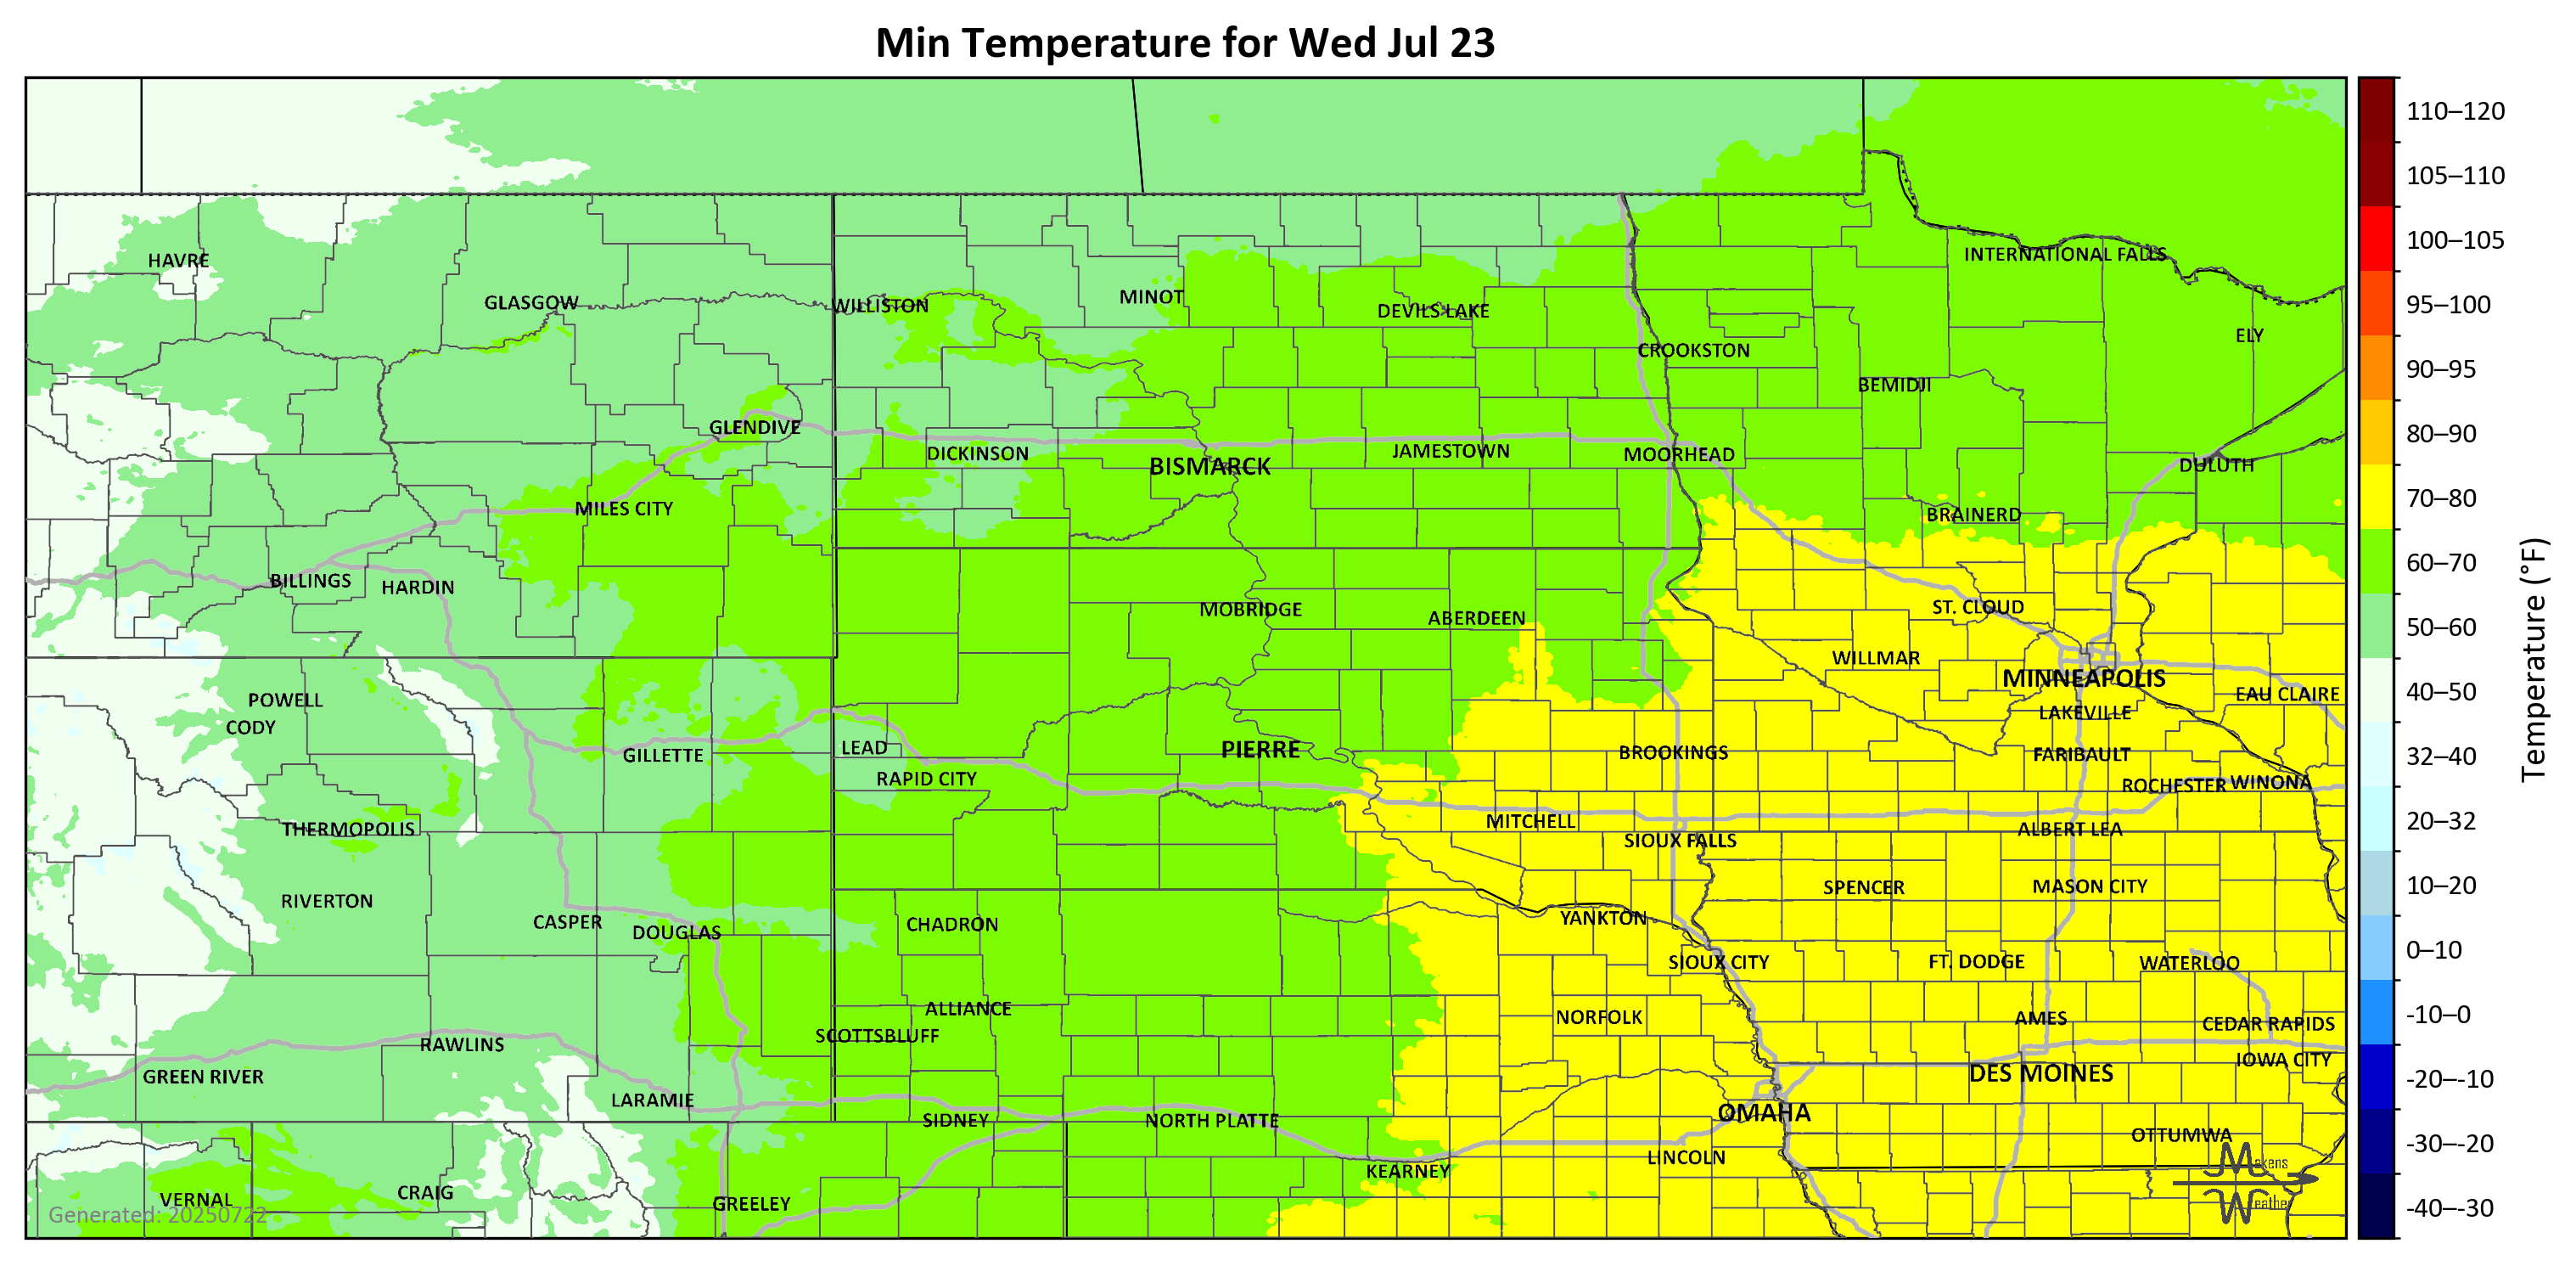 Min Temperature for Wed Jul 23
110–120
105–110
100–105
95–100
90–95
80–90
70–80
60–70
50–60
40–50
32–40
20–32
10–20
0–10
-10–0
-20–-10
-30–-20
-40–-30
Temperature (°F)
HAVRE
INTERNATIONAL FALLS
GLASGOW
WILLISTON
MINOT
DEVILS LAKE
ELY
CROOKSTON
BEMIDJI
GLENDIVE
DICKINSON
BISMARCK
JAMESTOWN
MOORHEAD
DULUTH
MILES CITY
BRAINERD
BILLINGS
HARDIN
MOBRIDGE
ABERDEEN
ST. CLOUD
WILLMAR
MINNEAPOLIS
EAU CLAIRE
POWELL
CODY
LAKEVILLE
GILLETTE
LEAD
PIERRE
BROOKINGS
FARIBAULT
RAPID CITY
ROCHESTER
WINONA
THERMOPOLIS
MITCHELL
ALBERT LEA
SIOUX FALLS
RIVERTON
SPENCER
MASON CITY
CASPER
DOUGLAS
CHADRON
YANKTON
SIOUX CITY
FT. DODGE
WATERLOO
ALLIANCE
NORFOLK
AMES
CEDAR RAPIDS
SCOTTSBLUFF
RAWLINS
IOWA CITY
GREEN RIVER
DES MOINES
LARAMIE
SIDNEY
NORTH PLATTE
OMAHA
OTTUMWA
KEARNEY
LINCOLN
VERNAL
CRAIG
GREELEY
Makens
Weather
Generated: 20250722